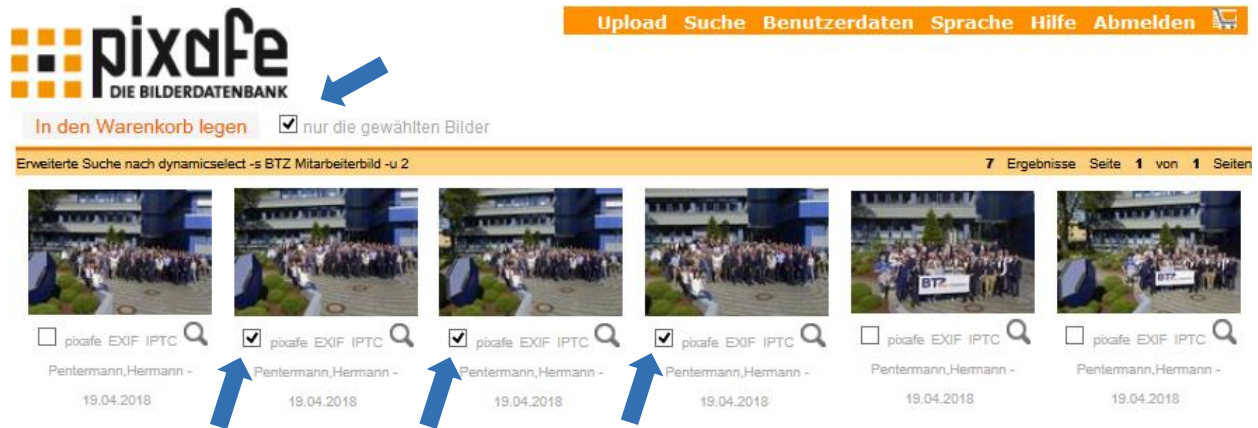 Upload Suche Benutzerdaten Sprache Hilfe Abmelden
pixafe
DIE BILDERDATENBANK
In den Warenkorb legen nur die gewählten Bilder
Erweiterte Suche nach dynamicselect -s BTZ Mitarbeiterbild -u 2 7 Ergebnisse Seite 1 von 1 Seiten
BTZ
pixafe EXIF IPTC pixafe EXIF IPTC pixafe EXIF IPTC pixafe EXIF IPTC pixafe EXIF IPTC pixafe EXIF IPTC
Pentermann,Hermann - Pentermann,Hermann - Pentermann,Hermann - Pentermann,Hermann - Pentermann,Hermann - Pentermann,Hermann -
19.04.2018 19.04.2018 19.04.2018 19.04.2018 19.04.2018 19.04.2018